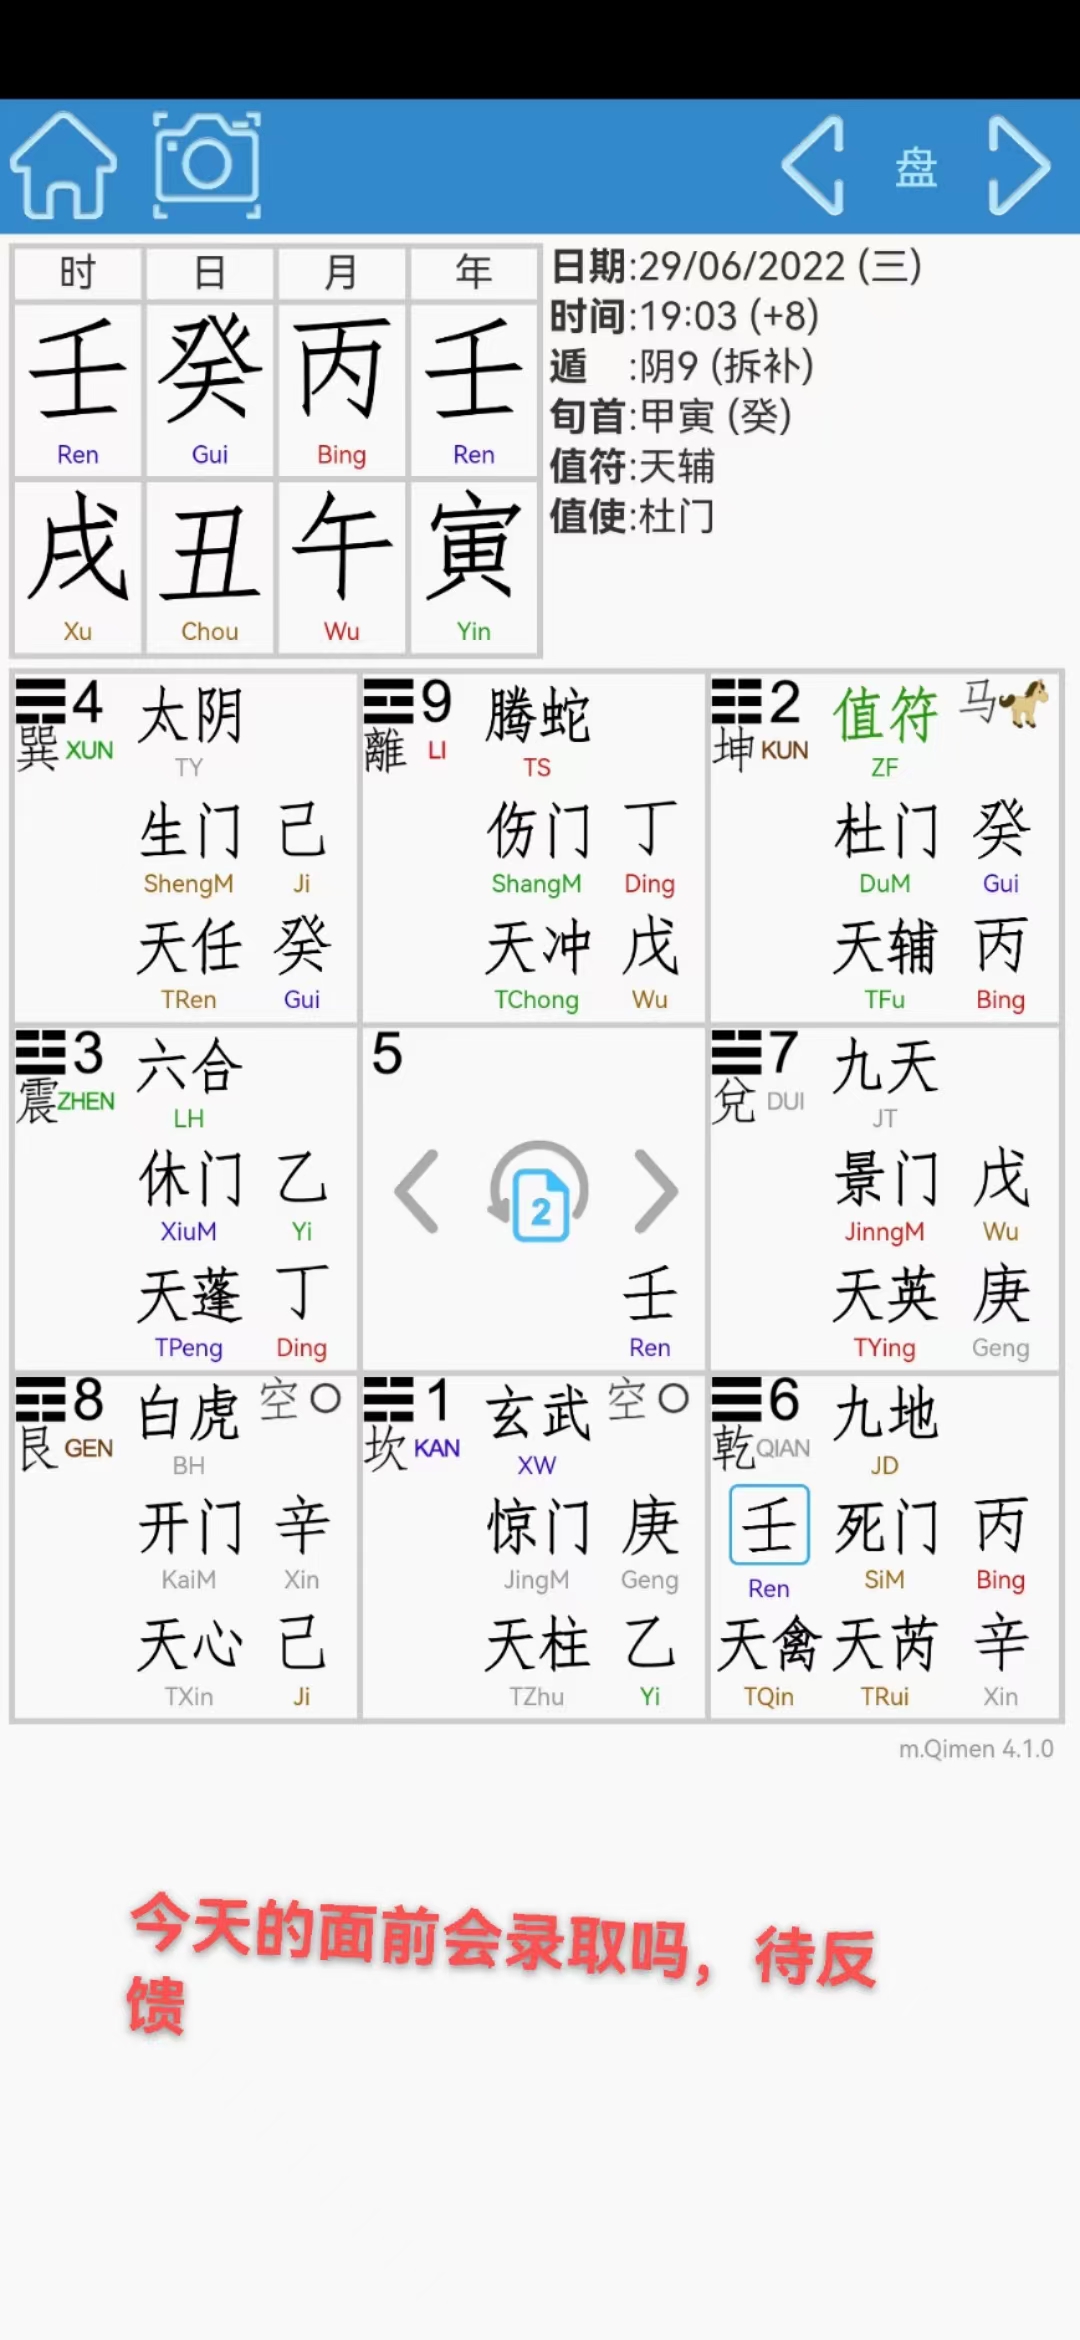 盘
时 日 月 年
壬 癸 丙 壬
Ren Gui Bing Ren
戌 丑 午 寅
Xu Chou Wu Yin
日期:29/06/2022 (三)
时间:19:03 (+8)
遁 :阴9 (拆补)
旬首:甲寅 (癸)
值符:天辅
值使:杜门
4 太阴
巽 XUN TY
生门 己
ShengM Ji
天任 癸
TRen Gui
9 腾蛇
離 LI TS
伤门 丁
ShangM Ding
天冲 戊
TChong Wu
2 值符 马
坤 KUN ZF
杜门 癸
DuM Gui
天辅 丙
TFu Bing
3 六合
震 ZHEN LH
休门 乙
XiuM Yi
天蓬 丁
TPeng Ding
5
2
壬
Ren
7 九天
兌 DUI JT
景门 戊
JinngM Wu
天英 庚
TYing Geng
8 白虎 空
艮 GEN BH
开门 辛
KaiM Xin
天心 己
TXin Ji
1 玄武 空
坎 KAN XW
惊门 庚
JingM Geng
天柱 乙
TZhu Yi
6 九地
乾 QIAN JD
壬 死门 丙
Ren SiM Bing
天禽 天芮 辛
TQin TRui Xin
m.Qimen 4.1.0
今天的面前会录取吗，待反
馈